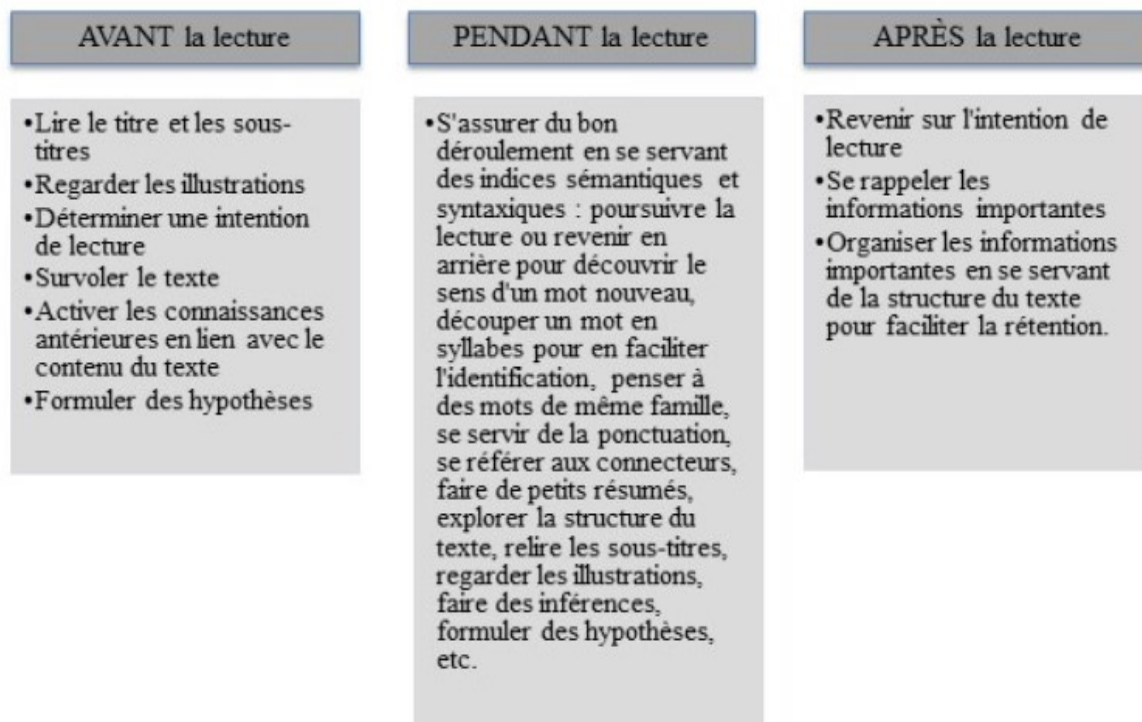 AVANT la lecture
•Lire le titre et les sous-
titres
•Regarder les illustrations
•Déterminer une intention
de lecture
•Survoler le texte
•Activer les connaissances
antérieures en lien avec le
contenu du texte
•Formuler des hypothèses
PENDANT la lecture
•S'assurer du bon
déroulement en se servant
des indices sémantiques et
syntaxiques : poursuivre la
lecture ou revenir en
arrière pour découvrir le
sens d'un mot nouveau,
découper un mot en
syllabes pour en faciliter
l'identification, penser à
des mots de même famille,
se servir de la ponctuation,
se référer aux connecteurs,
faire de petits résumés,
explorer la structure du
texte, relire les sous-titres,
regarder les illustrations,
faire des inférences,
formuler des hypothèses,
etc.
APRÈS la lecture
•Revenir sur l'intention de
lecture
•Se rappeler les
informations importantes
•Organiser les informations
importantes en se servant
de la structure du texte
pour faciliter la rétention.